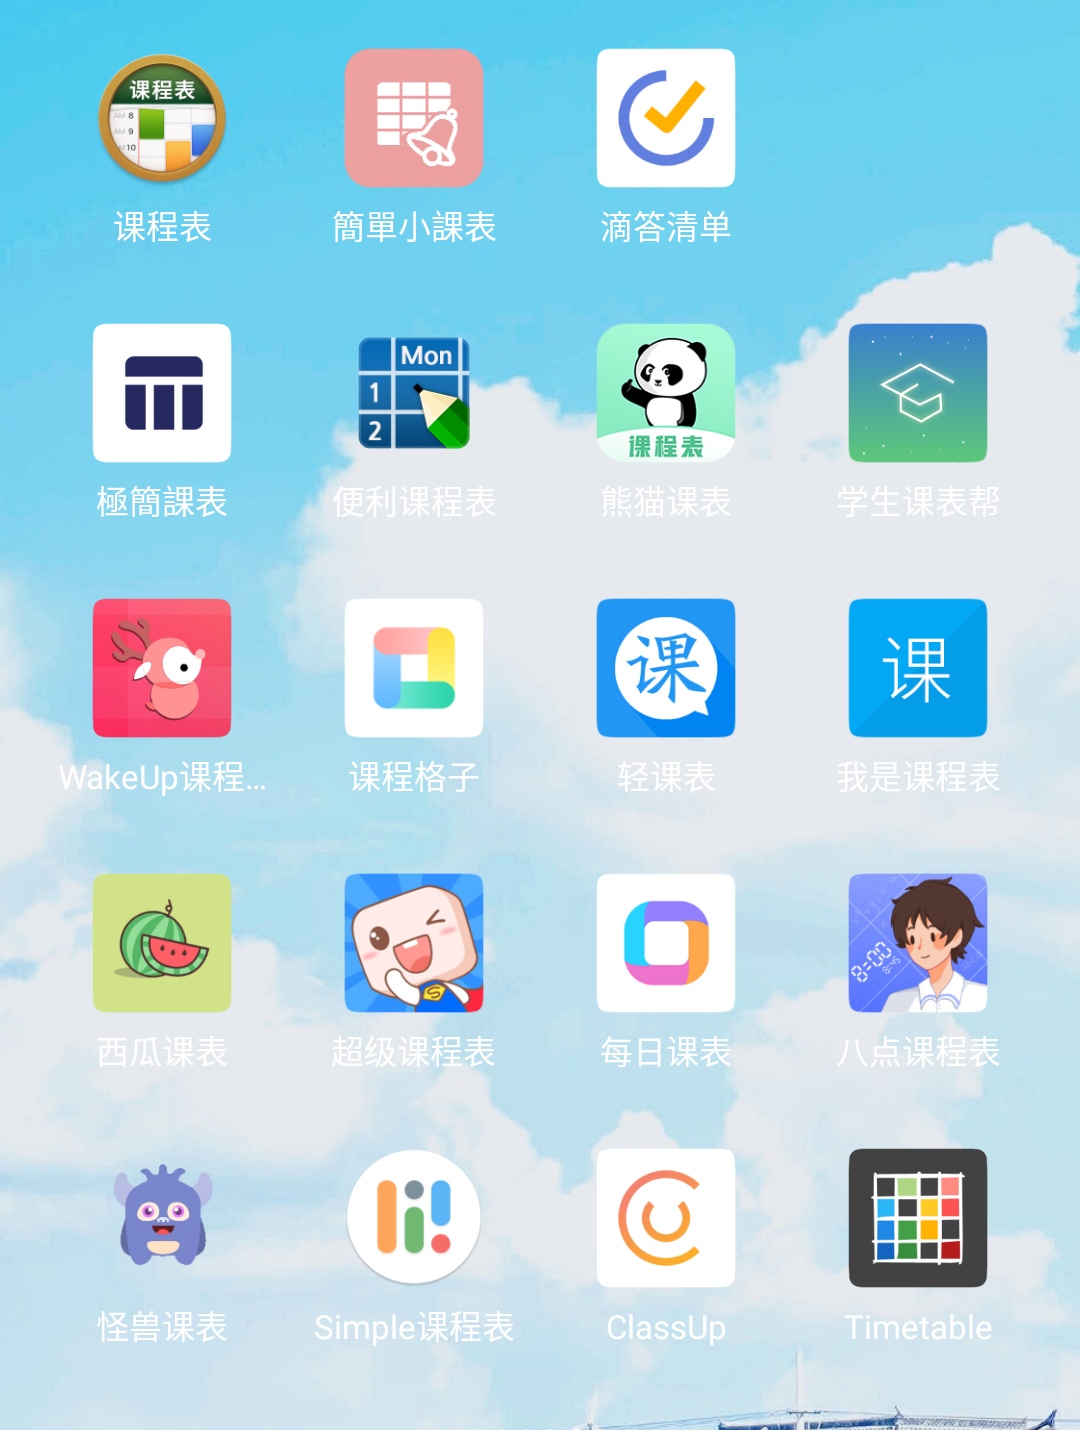 课程表
AM 8
AM 9
10
课程表
簡單小課表
滴答清单
極簡課表
Mon
1
2
便利课程表
课程表
熊猫课表
学生课表帮
WakeUp课程...
课程格子
课
轻课表
课
我是课程表
西瓜课表
S
超级课程表
每日课表
8:00
8:45
八点课程表
怪兽课表
Simple课程表
ClassUp
Timetable